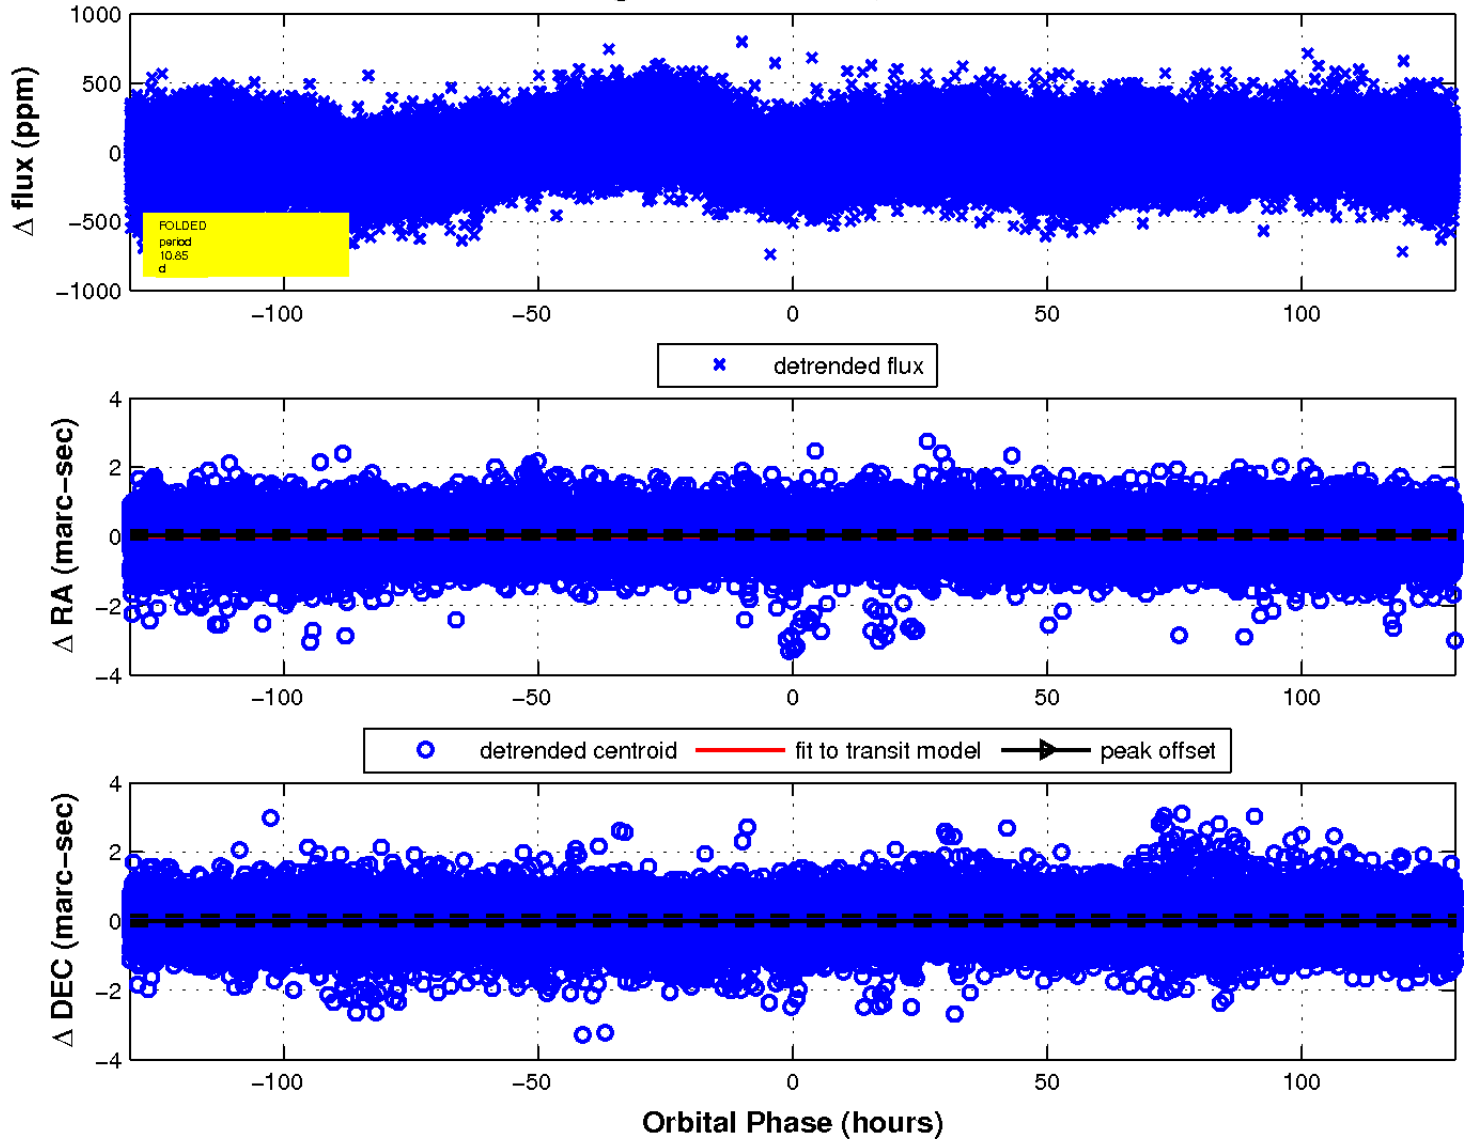 1000
500
0
−500
−1000
Δ flux (ppm)
FOLDED
period
10.85
d
−100 −50 0 50 100
detrended flux
4
2
0
−2
−4
Δ RA (marc−sec)
−100 −50 0 50 100
detrended centroid fit to transit model peak offset
4
2
0
−2
−4
Δ DEC (marc−sec)
−100 −50 0 50 100
Orbital Phase (hours)